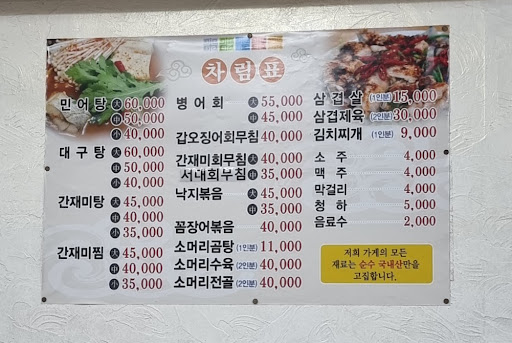 차림표
민어탕 大 60,000
中 50,000
小 40,000
대구탕 大 60,000
中 50,000
小 40,000
간재미탕 大 45,000
中 40,000
小 35,000
간재미찜 大 45,000
中 40,000
小 35,000
병어회 大 55,000
中 45,000
갑오징어회무침 40,000
간재미회무침 大 40,000
서대회무침 中 35,000
낙지볶음 大 45,000
中 35,000
꼼장어볶음 40,000
소머리곰탕 (1인분) 11,000
소머리수육 (2인분) 40,000
소머리전골 (2인분) 40,000
삼겹살 (1인분) 15,000
삼겹제육 (2인분) 30,000
김치찌개 (1인분) 9,000
소주 4,000
맥주 4,000
막걸리 4,000
청하 5,000
음료수 2,000
저희 가게의 모든
재료는 순수 국내산만을
고집합니다.